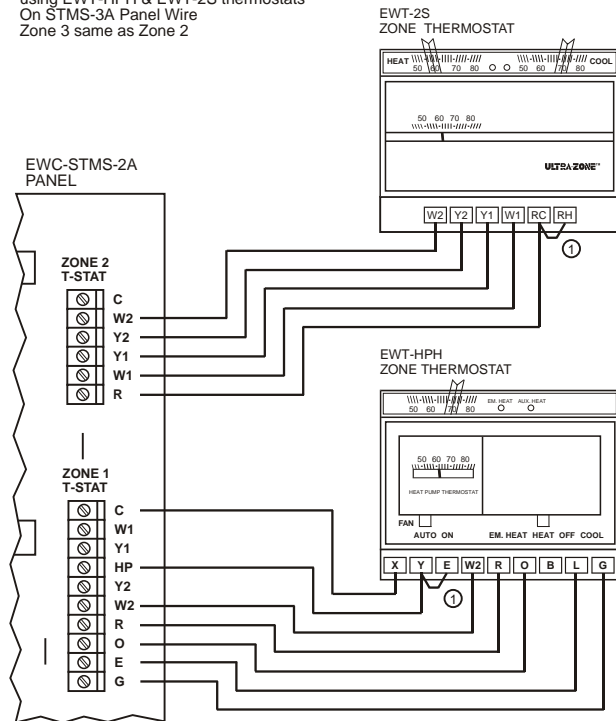 using EWT-HPH & EWT-2S thermostats
On STMS-3A Panel Wire
Zone 3 same as Zone 2
EWT-2S
ZONE THERMOSTAT
HEAT 50 60 70 80 50 60 70 80 COOL
50 60 70 80
ULTRA-ZONE™
W2 Y2 Y1 W1 RC RH
1
EWC-STMS-2A
PANEL
ZONE 2
T-STAT
C
W2
Y2
Y1
W1
R
EWT-HPH
ZONE THERMOSTAT
50 60 70 80 EM. HEAT AUX. HEAT
50 60 70 80
HEAT PUMP THERMOSTAT
FAN
AUTO ON EM. HEAT HEAT OFF COOL
X Y E W2 R O B L G
1
ZONE 1
T-STAT
C
W1
Y1
HP
Y2
W2
R
O
E
G